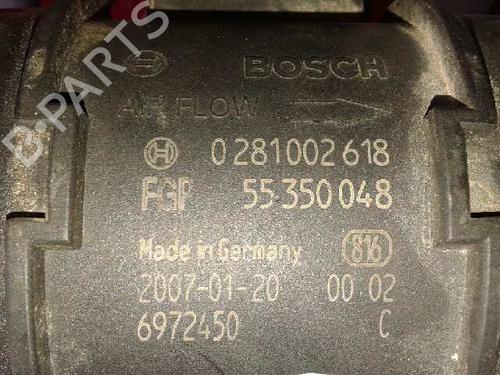 BOSCH
AIR FLOW
0 281 002 618
FGP 55 350 048
Made in Germany 816
2007-01-20 00 02
6972450 C
B-PARTS